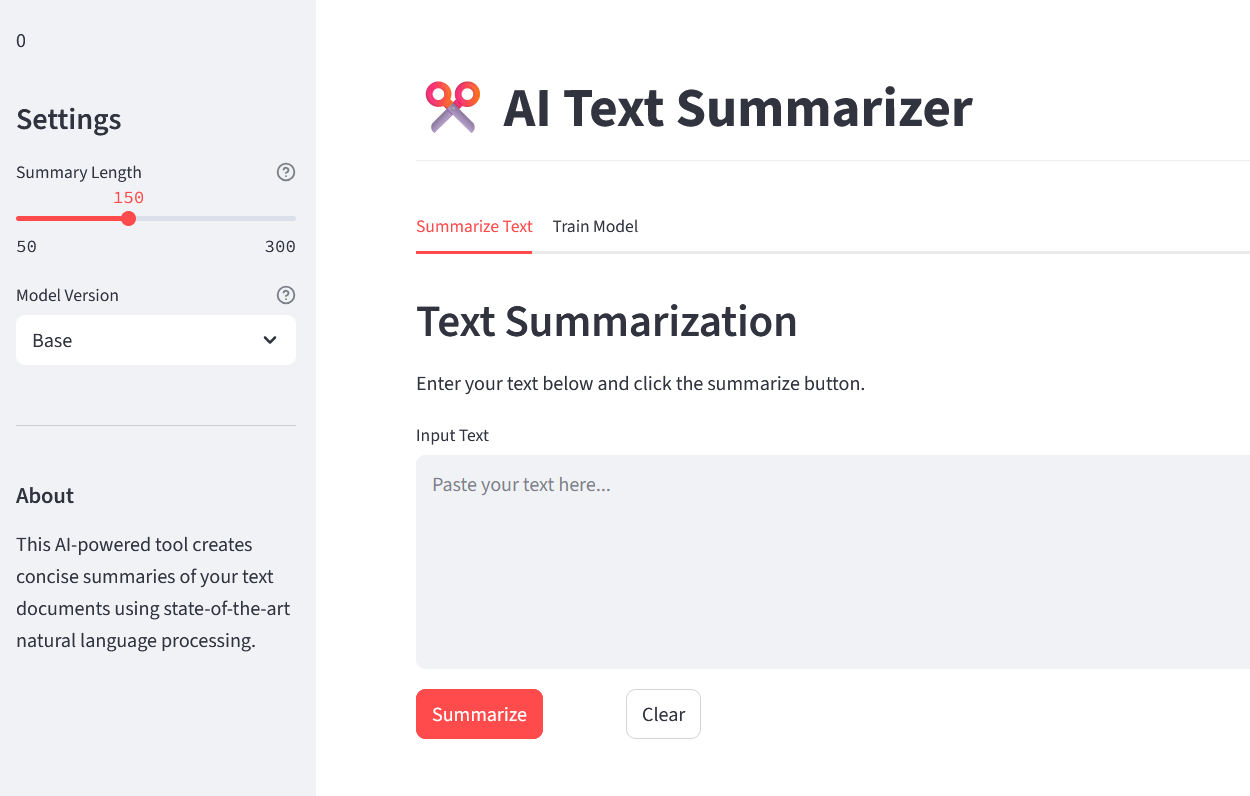 0
Settings
Summary Length
150
50 300
Model Version
Base
About
This AI-powered tool creates
concise summaries of your text
documents using state-of-the-art
natural language processing.
AI Text Summarizer
Summarize Text Train Model
Text Summarization
Enter your text below and click the summarize button.
Input Text
Paste your text here...
Summarize Clear